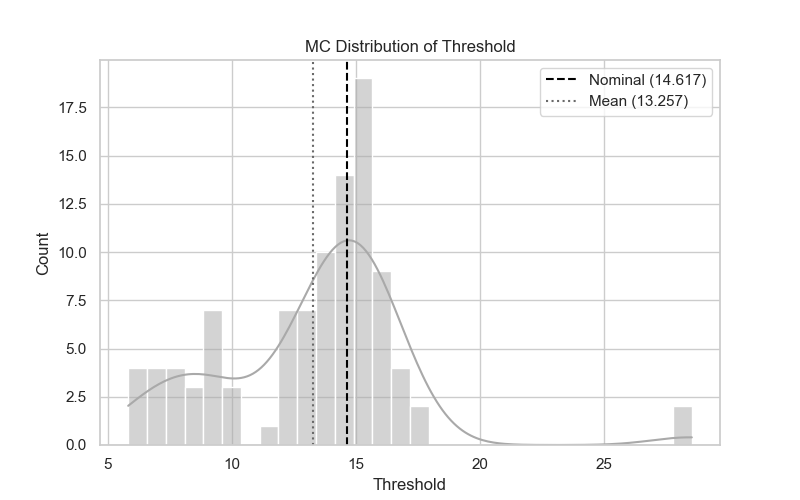 MC Distribution of Threshold
Nominal (14.617)
Mean (13.257)
17.5
15.0
12.5
10.0
7.5
5.0
2.5
0.0
Count
5 10 15 20 25
Threshold